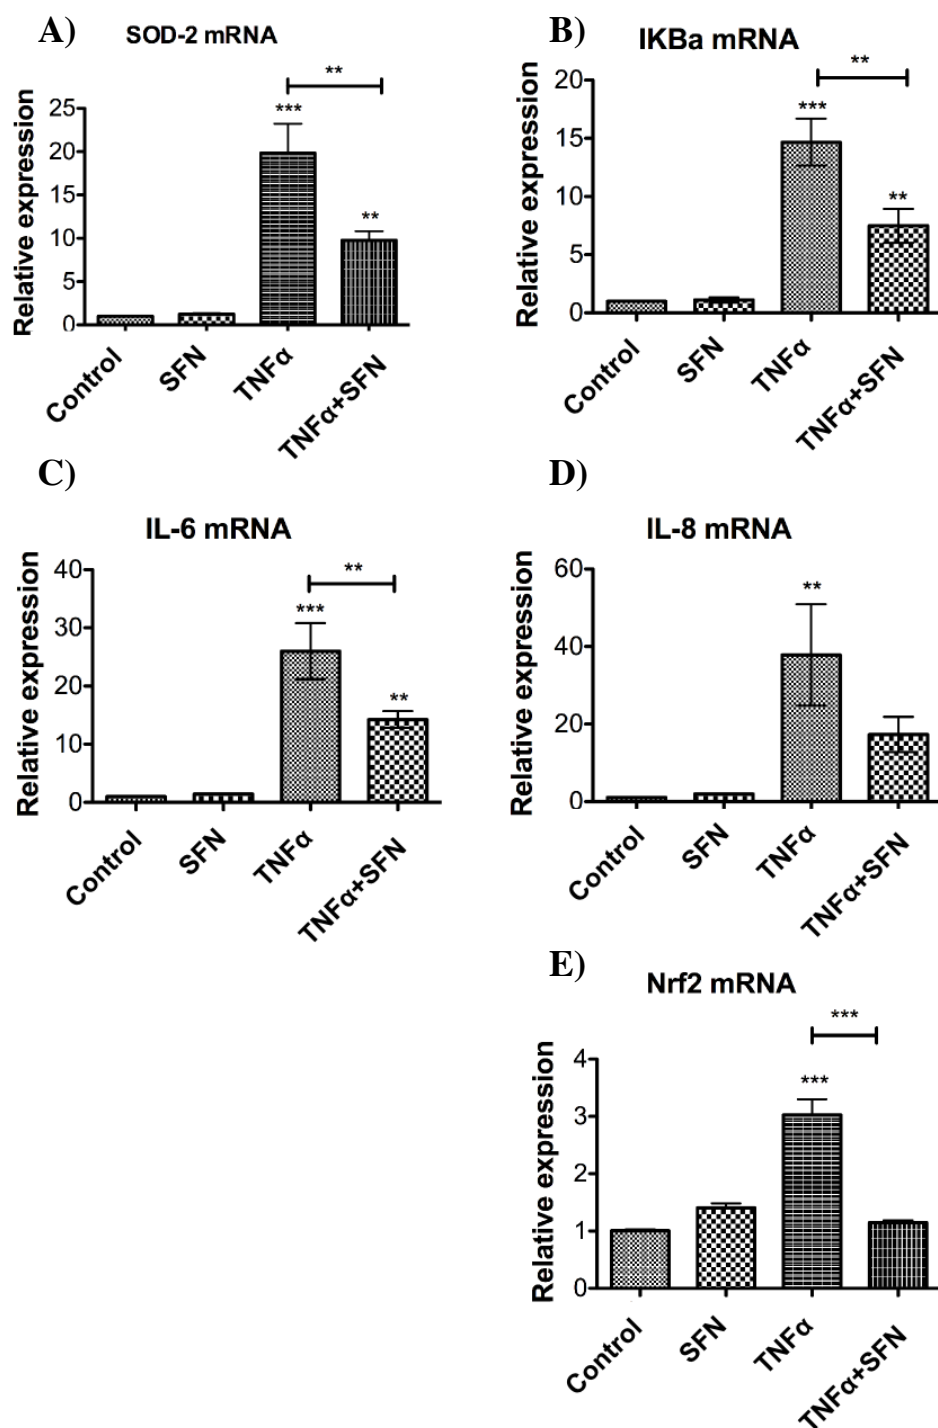 A)
SOD-2 mRNA
Relative expression
25
20
15
10
5
0
**
***
**
Control
SFN
TNFα
TNFα+SFN
B)
IKBa mRNA
Relative expression
20
15
10
5
0
**
***
**
Control
SFN
TNFα
TNFα+SFN
C)
IL-6 mRNA
Relative expression
40
30
20
10
0
**
***
**
Control
SFN
TNFα
TNFα+SFN
D)
IL-8 mRNA
Relative expression
60
40
20
0
**
Control
SFN
TNFα
TNFα+SFN
E)
Nrf2 mRNA
Relative expression
4
3
2
1
0
***
***
Control
SFN
TNFα
TNFα+SFN